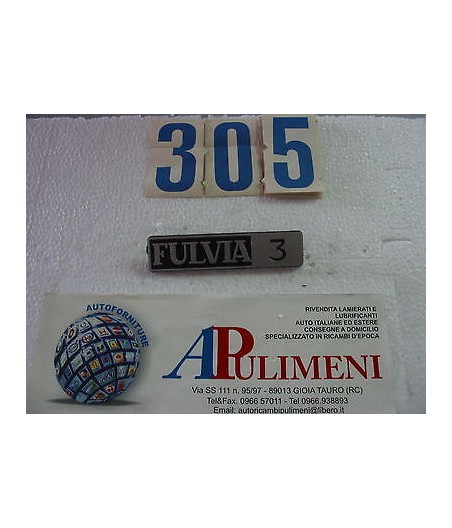 305
FULVIA 3
AUTOFORNITURE
RIVENDITA LAMIERATI E
LUBRIFICANTI
AUTO ITALIANE ED ESTERE
CONSEGNE A DOMICILIO
SPECIALIZZATO IN RICAMBI D'EPOCA
APULIMENI
Via SS 111 n. 95/97 - 89013 GIOIA TAURO (RC)
Tel&Fax. 0966 57011 - Tel 0966.938893
Email: autoricambipulimeni@libero.it